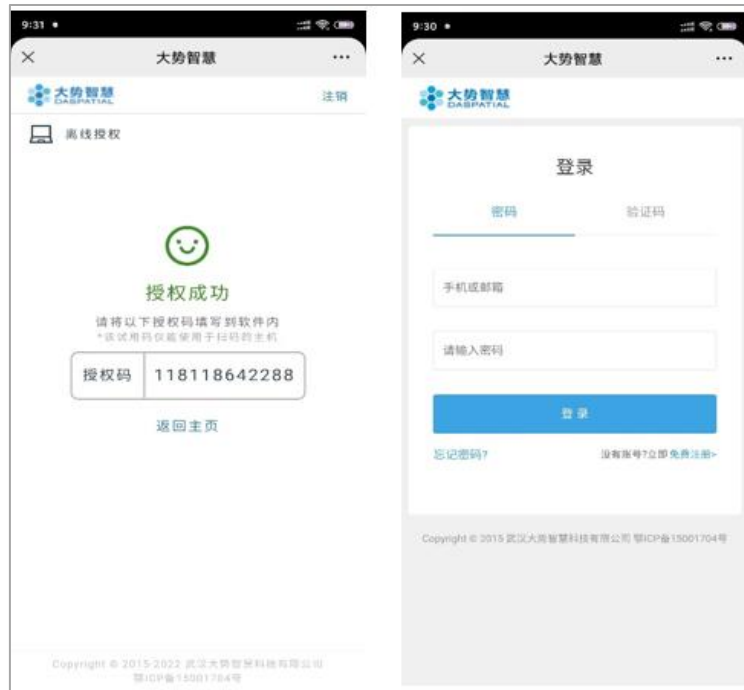 9:31
大势智慧
大势智慧
DASPATIAL
注销
离线授权
授权成功
请将以下授权码填写到软件内
*该试用码仅能使用于扫码的主机
授权码 118118642288
返回主页
Copyright © 2015-2022 武汉大势智慧科技有限公司
鄂ICP备15001704号
9:30
大势智慧
大势智慧
DASPATIAL
登录
密码 验证码
手机或邮箱
请输入密码
登录
忘记密码? 没有账号?立即免费注册>
Copyright © 2015 武汉大势智慧科技有限公司 鄂ICP备15001704号